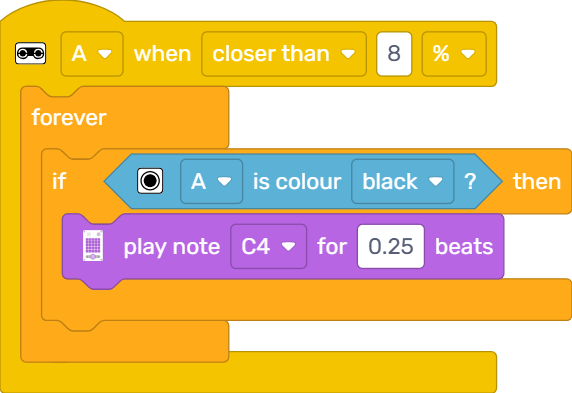 A when closer than 8 %
forever
if A is colour black ? then
play note C4 for 0.25 beats